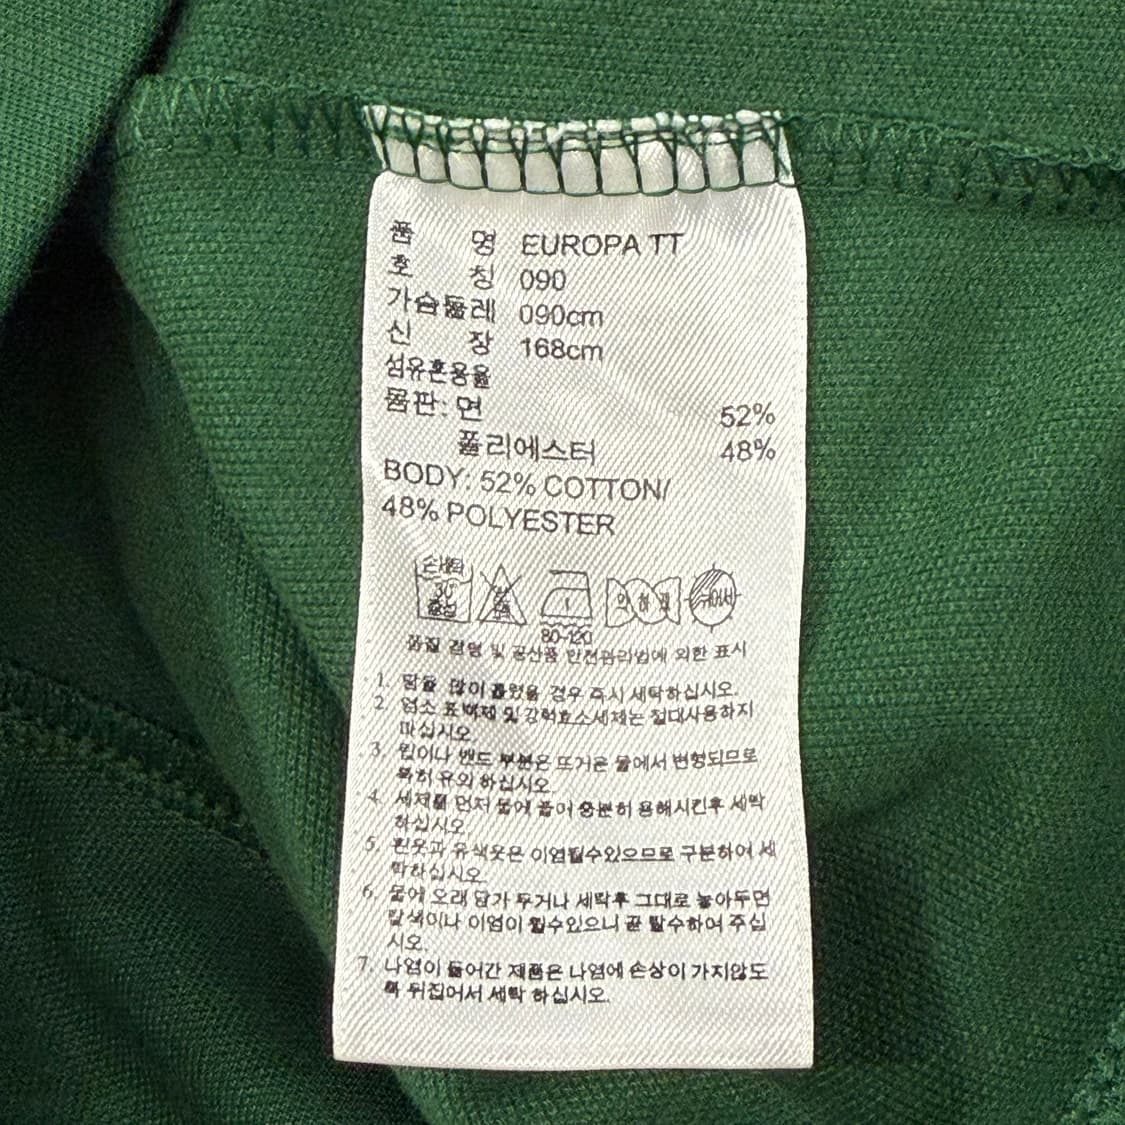 품 명 EUROPA TT
호 칭 090
가슴둘레 090cm
신 장 168cm
섬유혼용율
몸판: 면 52%
폴리에스터 48%
BODY: 52% COTTON/
48% POLYESTER
손세탁
30°
중성
80-120
품질 경영 및 공산품 안전관리법에 의한 표시
1. 땀을 많이 흘렸을 경우 즉시 세탁하십시오.
2. 염소 표백제 및 강력효소세제는 절대사용하지
마십시오
3. 립이나 밴드 부분은 뜨거운 물에서 변형되므로
특히 유의 하십시오
4. 세제를 먼저 물에 풀어 충분히 용해시킨후 세탁
하십시오
5. 흰옷과 유색옷은 이염될수있으므로 구분하여 세
탁하십시오
6. 물에 오래 담가 두거나 세탁후 그대로 놓아두면
탈색이나 이염이 될수있으니 곧 탈수하여 주십
시오.
7. 나염이 들어간 제품은 나염에 손상이 가지않도
록 뒤집어서 세탁 하십시오.